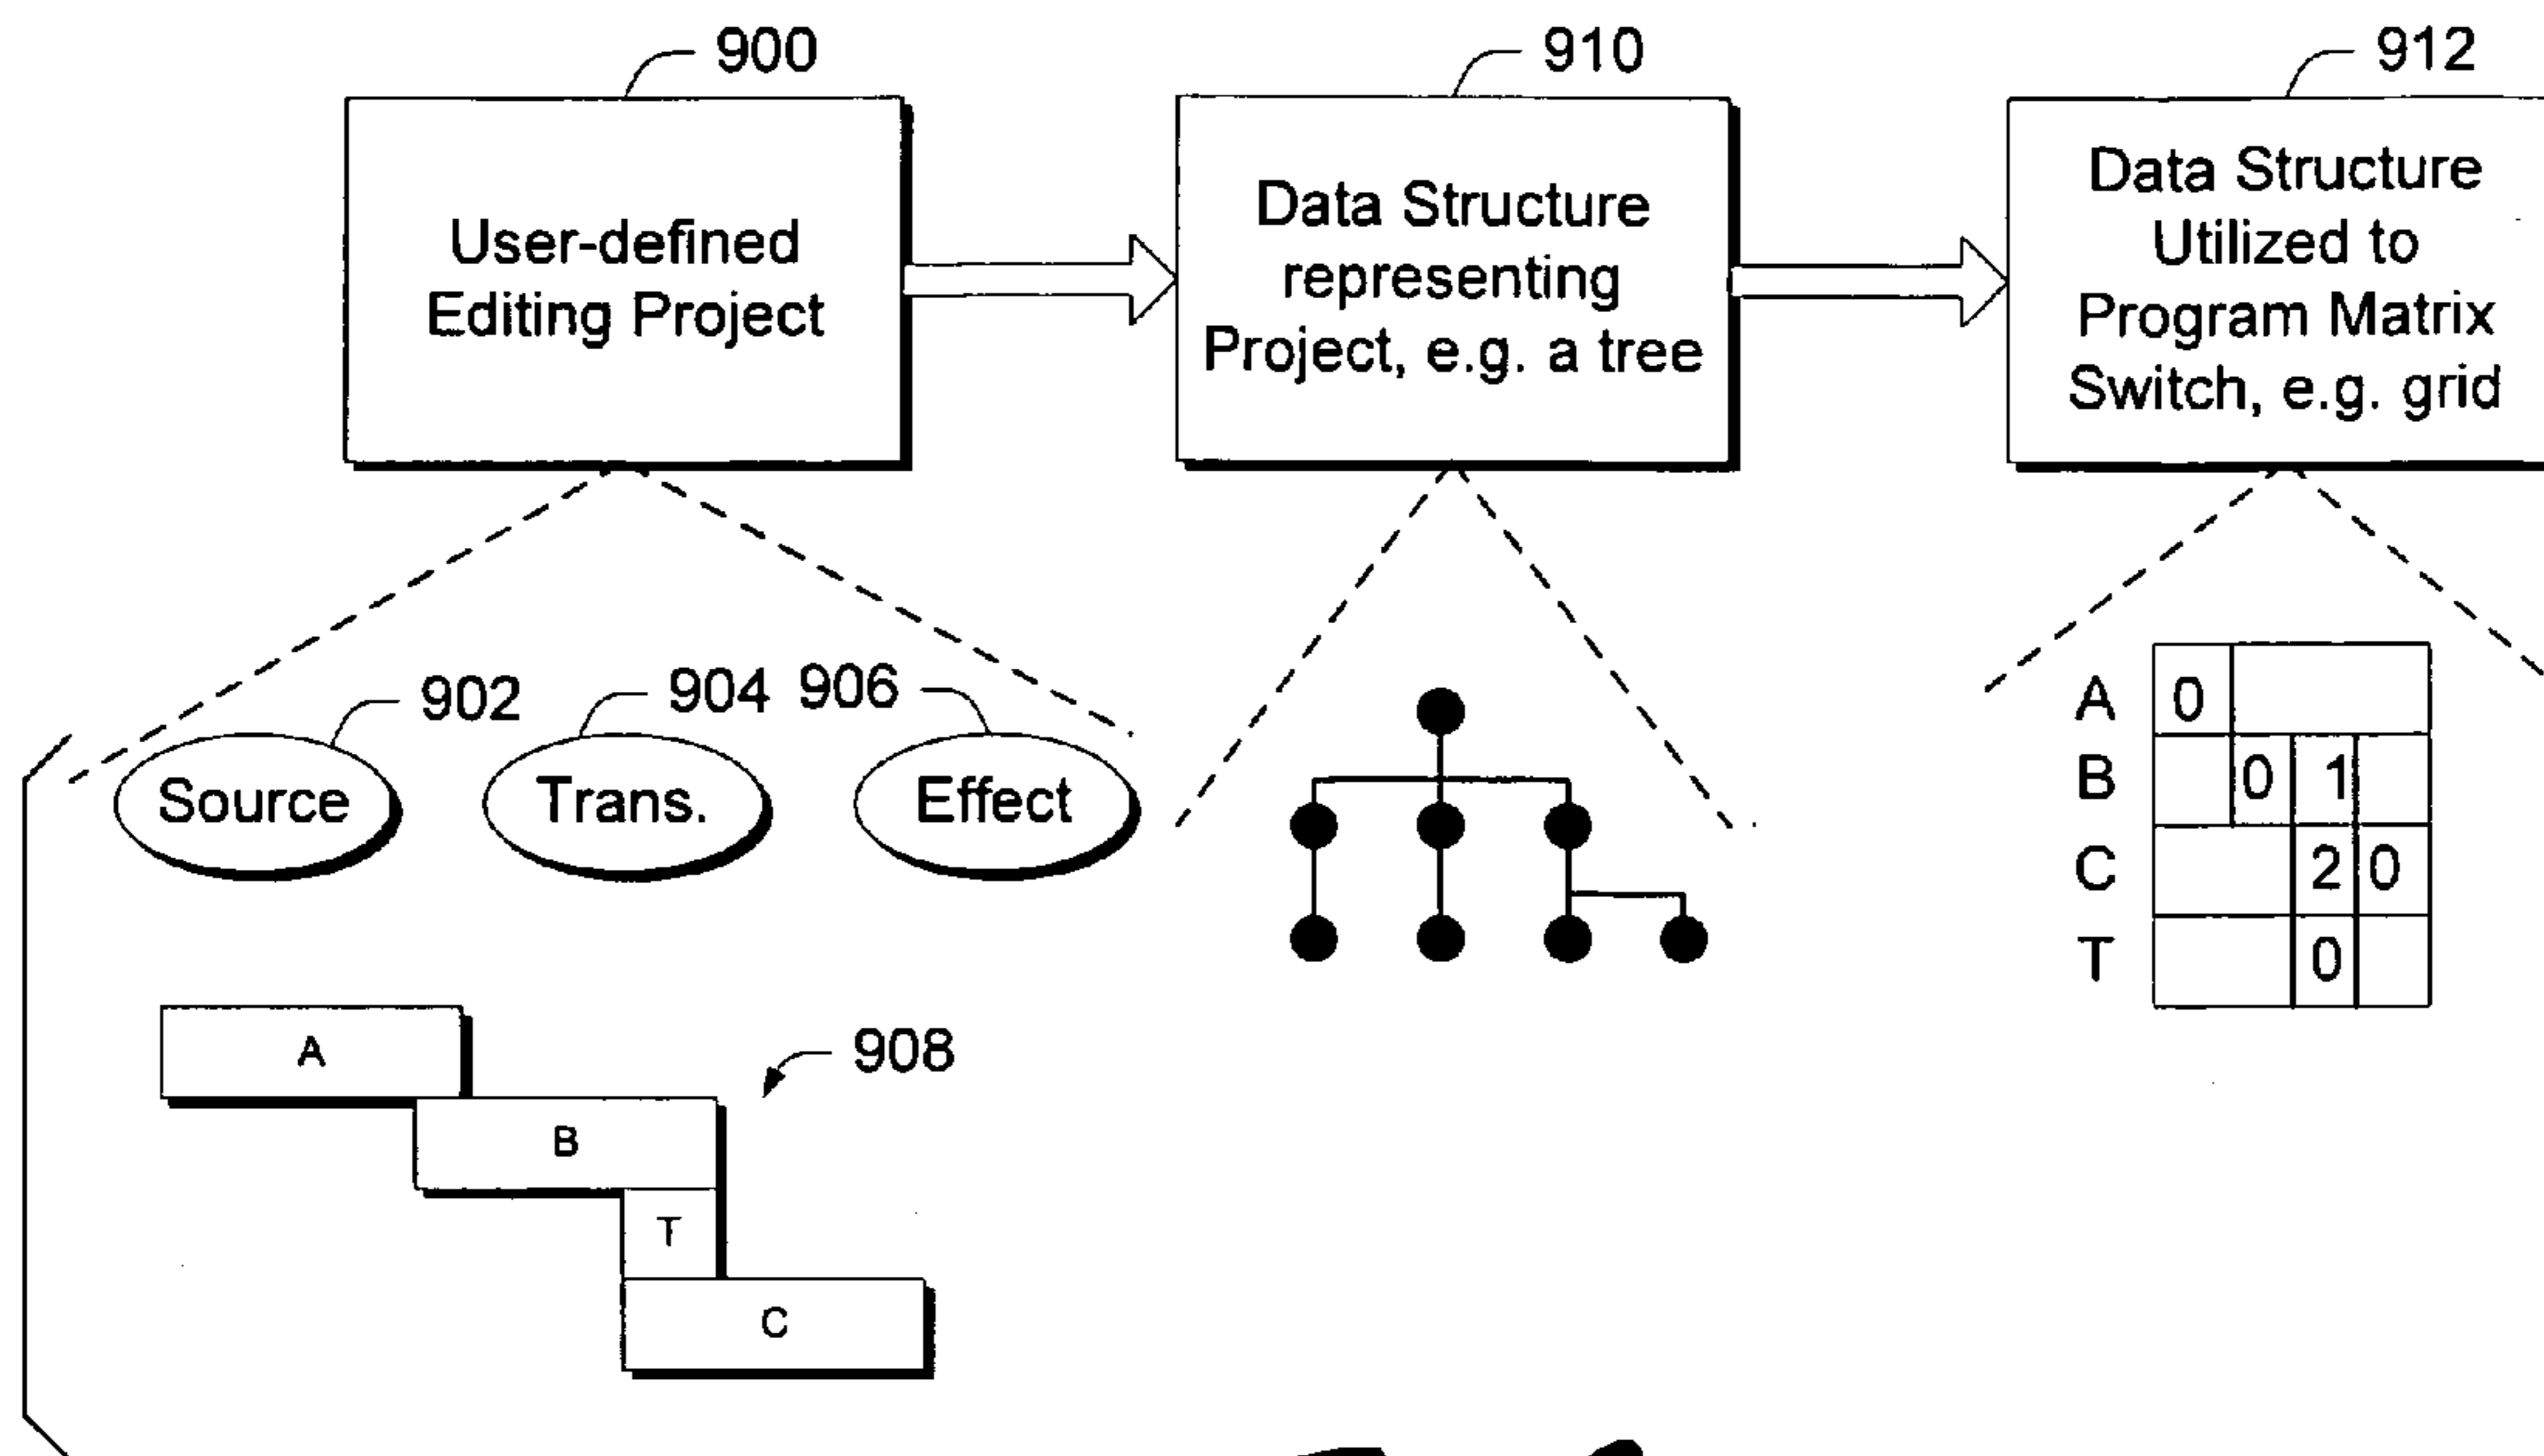 900
910
912
User-defined
Editing Project
Data Structure
representing
Project, e.g. a tree
Data Structure
Utilized to
Program Matrix
Switch, e.g. grid
902
904
906
Source
Trans.
Effect
A 0
B 0 1
C 2 0
T 0
A
908
B
T
C